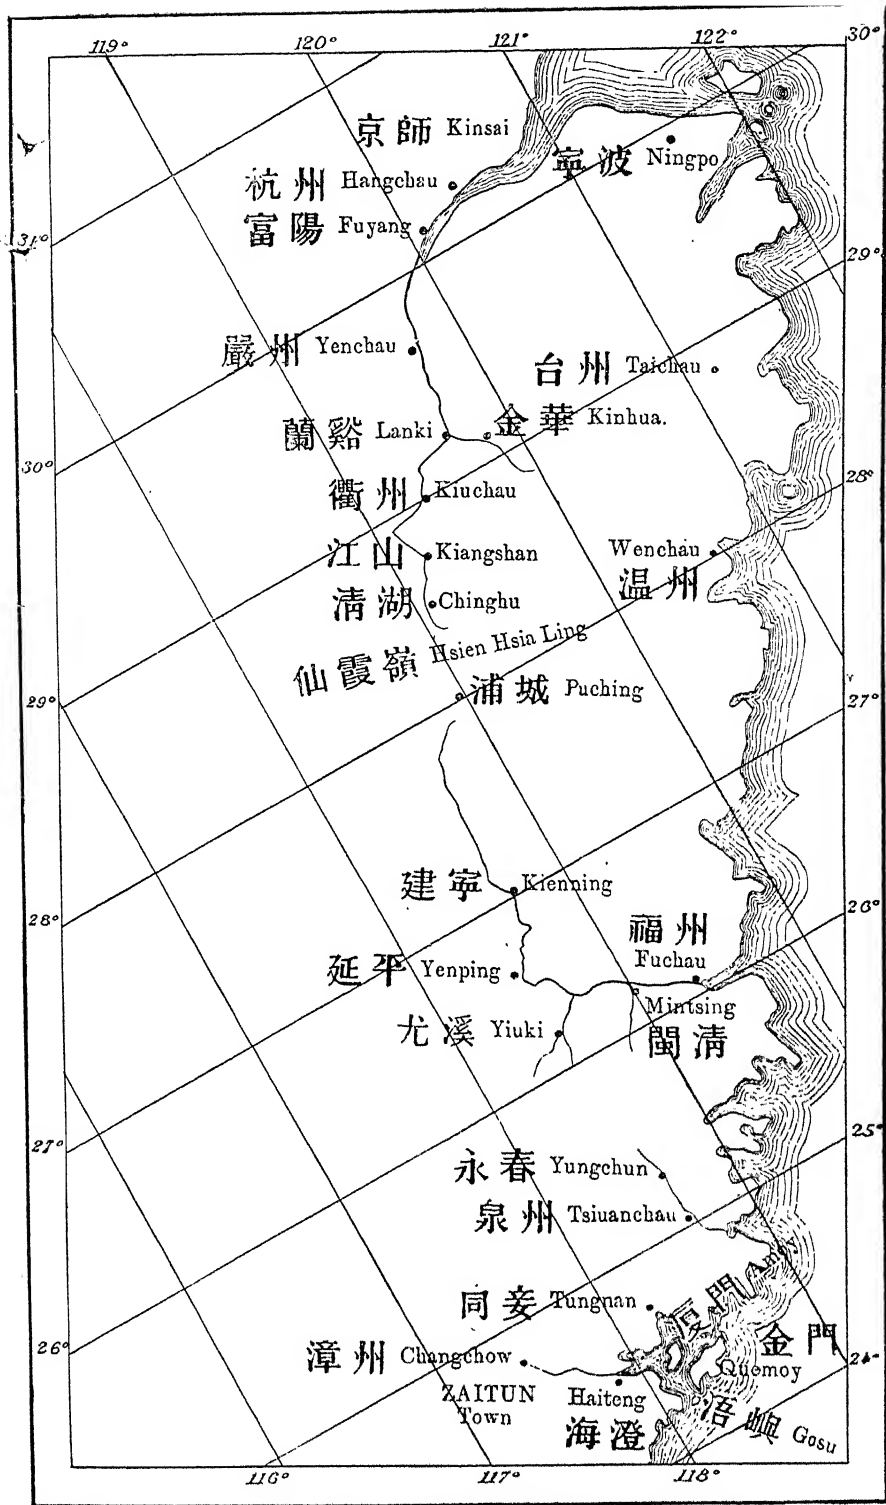 119° 120° 121° 122° 30°
京師 Kinsai
寧波 Ningpo
杭州 Hangchau
富陽 Fuyang
31°
29°
嚴州 Yenchau
台州 Taichau
金華 Kinhua.
蘭谿 Lanki
30°
28°
衢州 Kiuchau
江山 Kiangshan
Wenchau
温州
清湖 Chinghu
仙霞嶺 Hsien Hsia Ling
浦城 Puching
29°
27°
建寧 Kienning
28°
26°
福州
Fuchau
延平 Yenping
Mintsing
閩清
尤溪 Yiuki
27°
25°
永春 Yungchun
泉州 Tsiuanchau
厦門 Amoy
同安 Tungnan
金門
Quemoy
26°
24°
漳州 Changchow
ZAITUN
Town
Haiteng
海澄
浯嶼 Gosu
116° 117° 118°